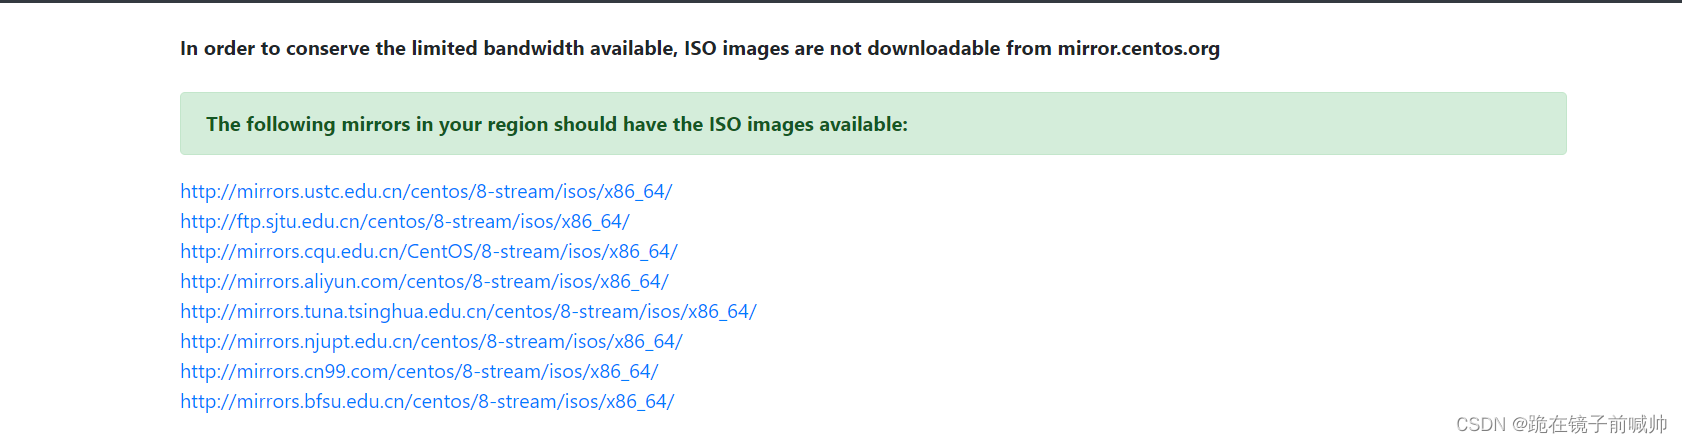 In order to conserve the limited bandwidth available, ISO images are not downloadable from mirror.centos.org
The following mirrors in your region should have the ISO images available:
http://mirrors.ustc.edu.cn/centos/8-stream/isos/x86_64/
http://ftp.sjtu.edu.cn/centos/8-stream/isos/x86_64/
http://mirrors.cqu.edu.cn/CentOS/8-stream/isos/x86_64/
http://mirrors.aliyun.com/centos/8-stream/isos/x86_64/
http://mirrors.tuna.tsinghua.edu.cn/centos/8-stream/isos/x86_64/
http://mirrors.njupt.edu.cn/centos/8-stream/isos/x86_64/
http://mirrors.cn99.com/centos/8-stream/isos/x86_64/
http://mirrors.bfsu.edu.cn/centos/8-stream/isos/x86_64/
CSDN @跪在镜子前喊帅